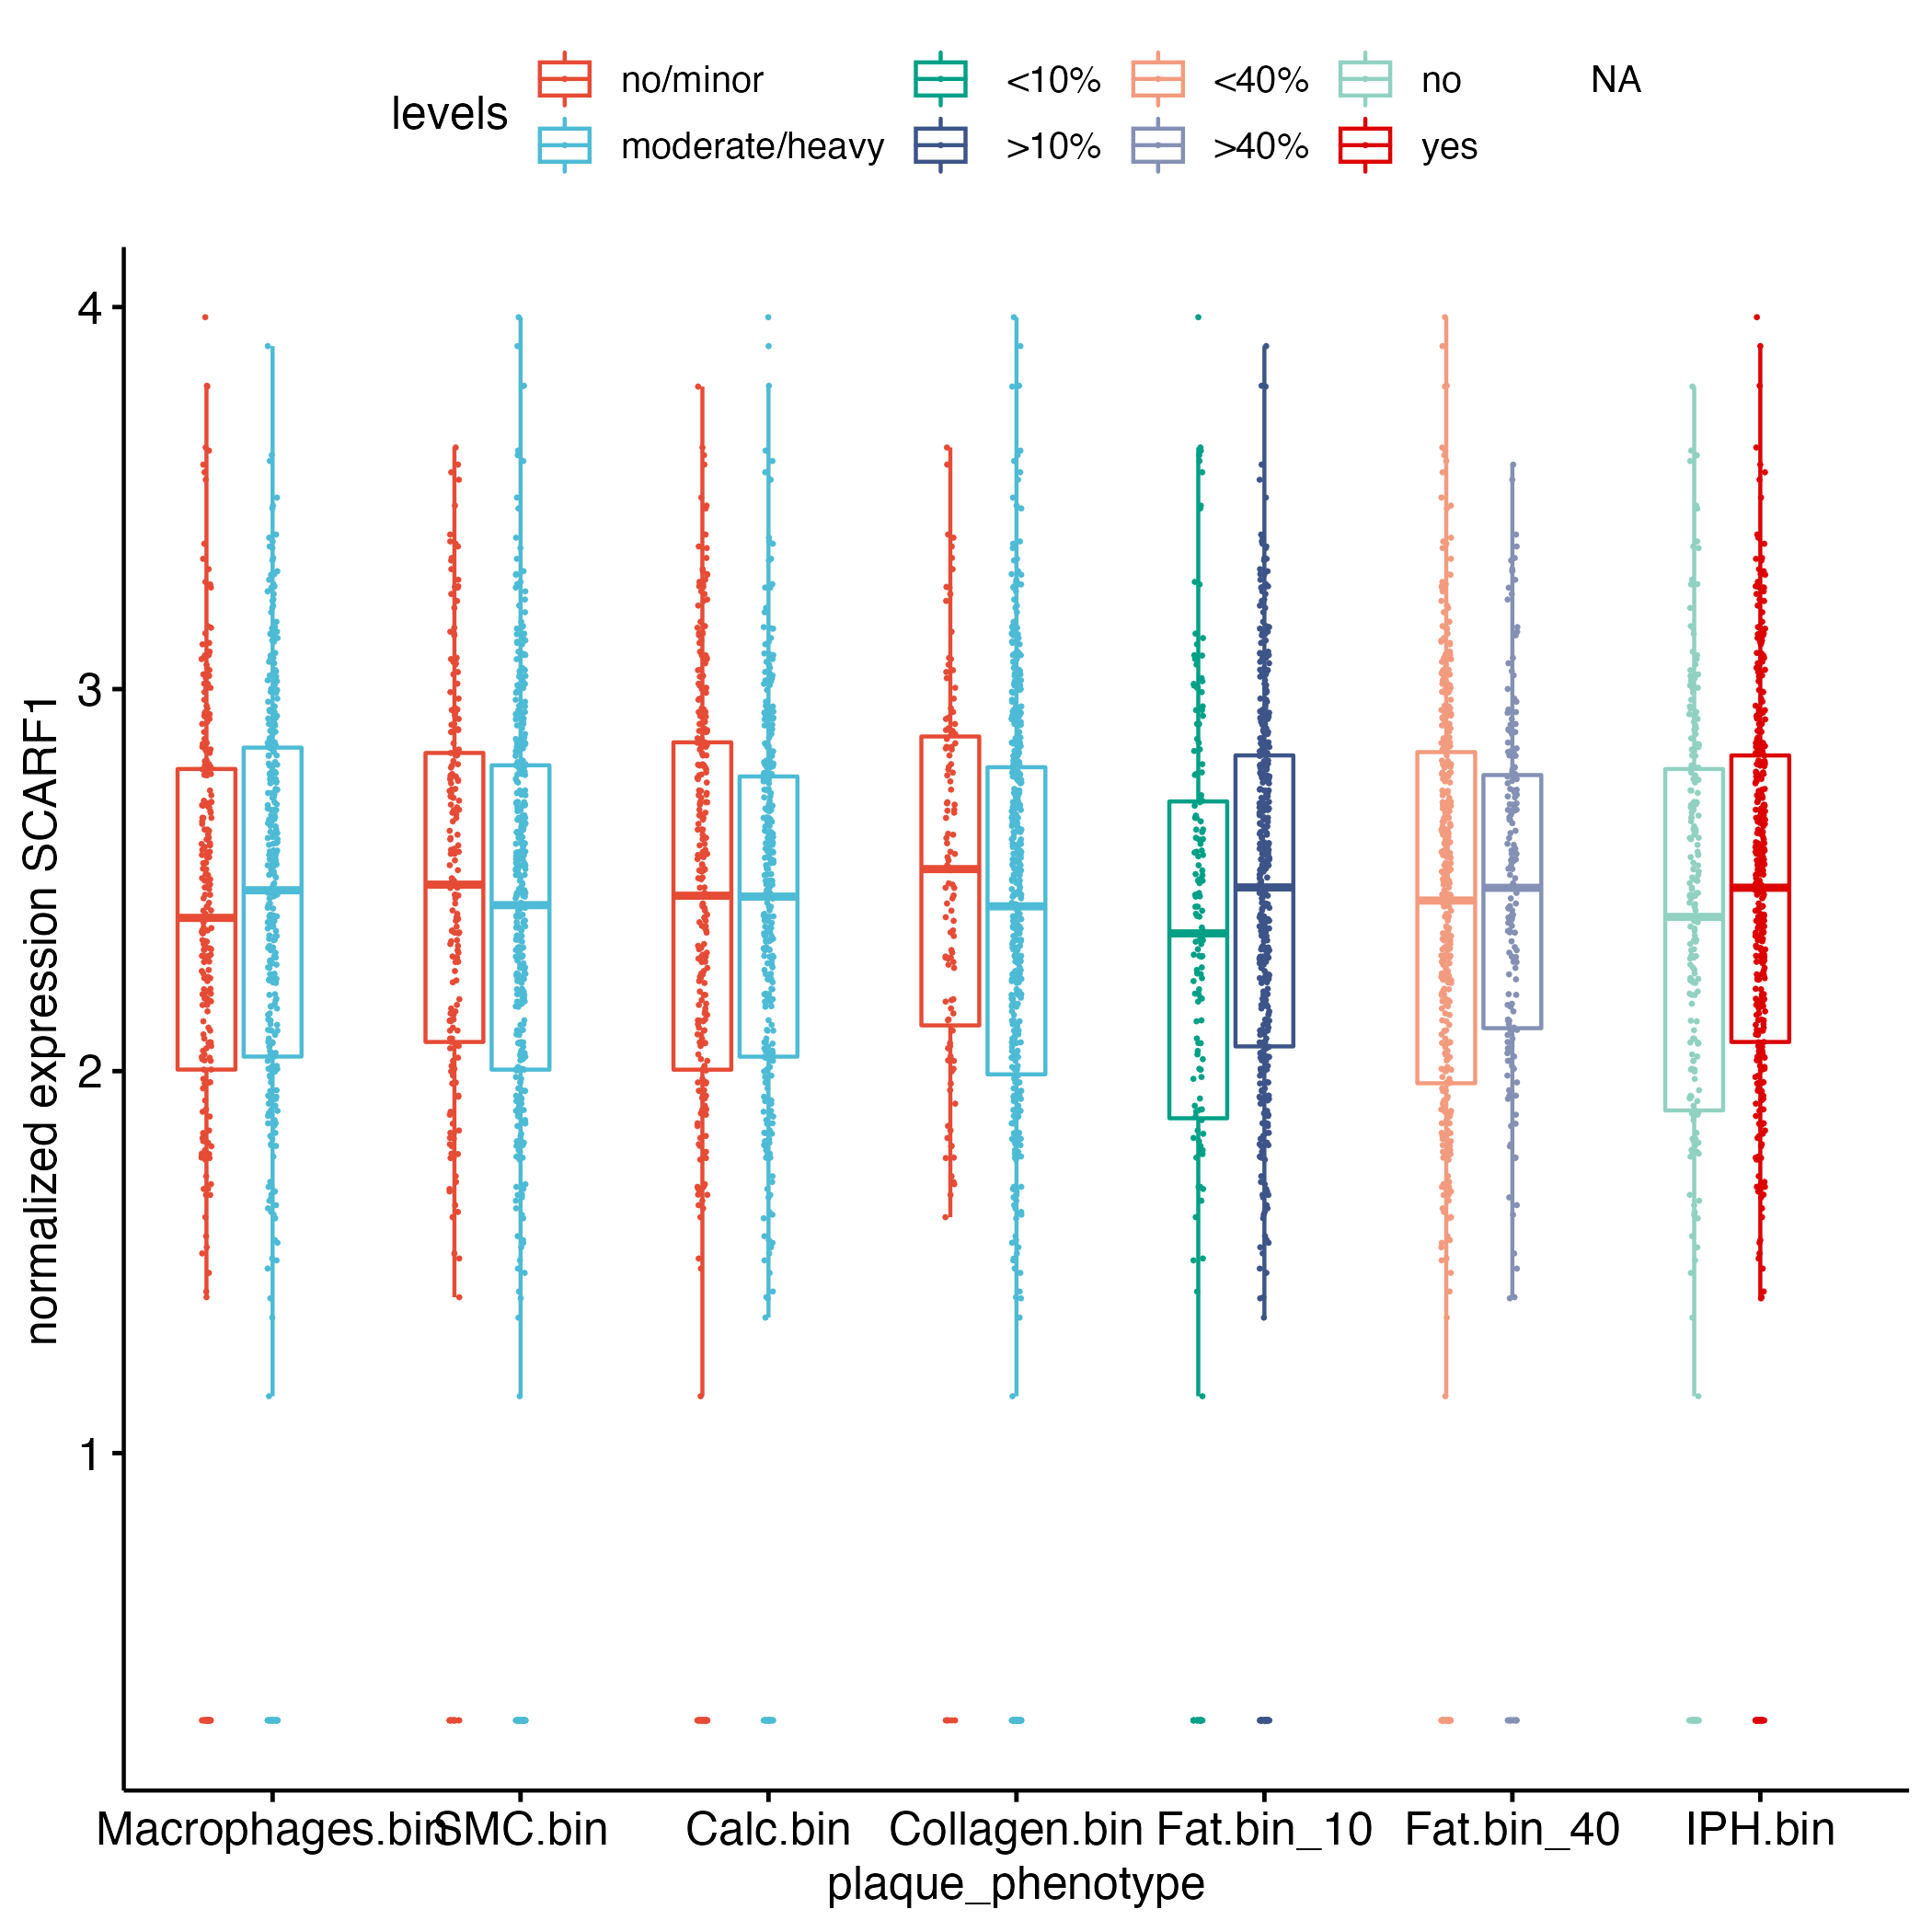 levels
no/minor <10% <40% no NA
moderate/heavy >10% >40% yes
normalized expression SCARF1
4
3
2
1
Macrophages.bin SMC.bin Calc.bin Collagen.bin Fat.bin_10 Fat.bin_40 IPH.bin
plaque_phenotype